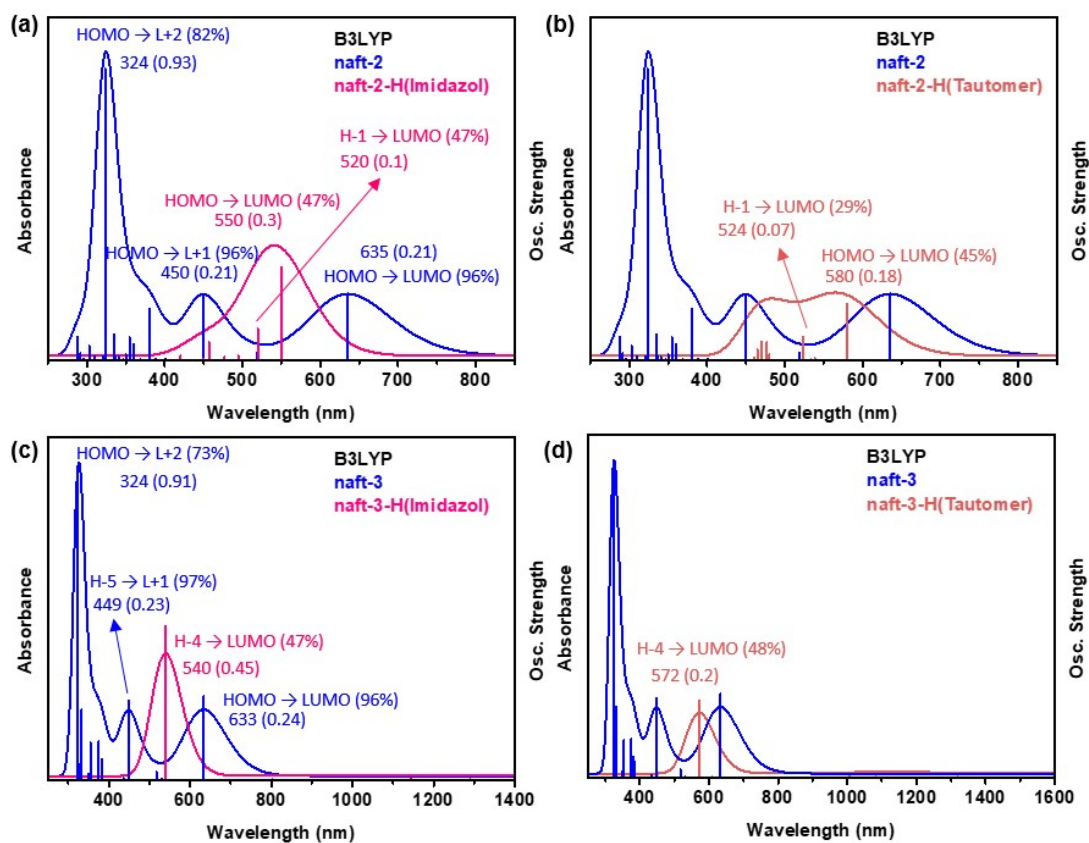 (a)
HOMO → L+2 (82%)
324 (0.93)
B3LYP
naft-2
naft-2-H(Imidazol)
H-1 → LUMO (47%)
520 (0.1)
HOMO → LUMO (47%)
550 (0.3)
HOMO → L+1 (96%)
450 (0.21)
635 (0.21)
HOMO → LUMO (96%)
Absorbance
Osc. Strength
300 400 500 600 700 800
Wavelength (nm)
(b)
B3LYP
naft-2
naft-2-H(Tautomer)
H-1 → LUMO (29%)
524 (0.07)
HOMO → LUMO (45%)
580 (0.18)
Absorbance
Osc. Strength
300 400 500 600 700 800
Wavelength (nm)
(c)
HOMO → L+2 (73%)
324 (0.91)
B3LYP
naft-3
naft-3-H(Imidazol)
H-5 → L+1 (97%)
449 (0.23)
H-4 → LUMO (47%)
540 (0.45)
HOMO → LUMO (96%)
633 (0.24)
Absorbance
Osc. Strength
400 600 800 1000 1200 1400
Wavelength (nm)
(d)
B3LYP
naft-3
naft-3-H(Tautomer)
H-4 → LUMO (48%)
572 (0.2)
Absorbance
Osc. Strength
400 600 800 1000 1200 1400 1600
Wavelength (nm)